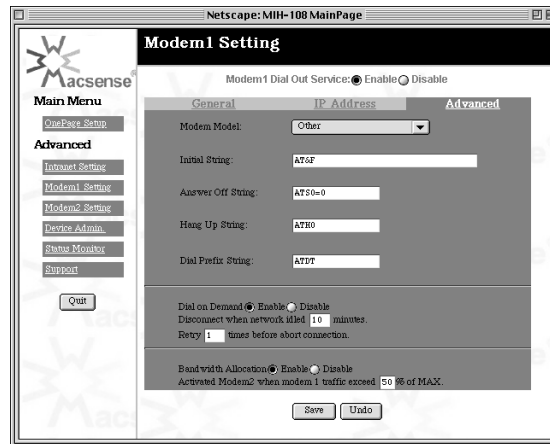 Netscape: MIH-108 MainPage
Macsense
Main Menu
OnePage Setup
Advanced
Intranet Setting
Modem1 Setting
Modem2 Setting
Device Admin.
Status Monitor
Support
Quit
Modem1 Setting
Modem1 Dial Out Service: Enable Disable
General IP Address Advanced
Modem Model: Other
Initial String: AT&F
Answer Off String: ATS0=0
Hang Up String: ATH0
Dial Prefix String: ATDT
Dial on Demand Enable Disable
Disconnect when network idled 10 minutes.
Retry 1 times before abort connection.
Bandwidth Allocation Enable Disable
Activated Modem2 when modem 1 traffic exceed 50 % of MAX.
Save Undo